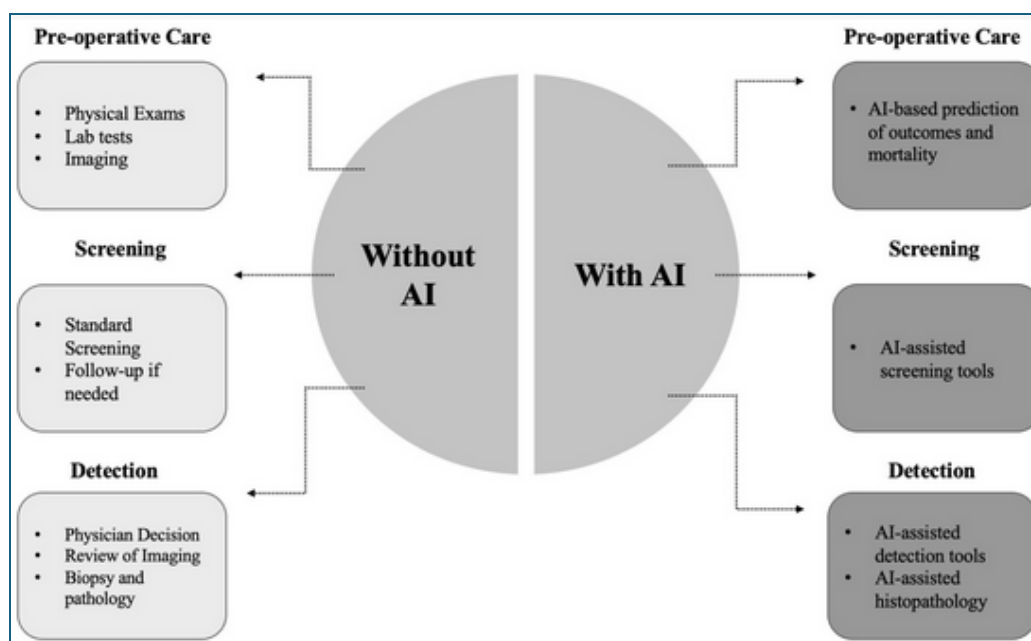 Pre-operative Care
• Physical Exams
• Lab tests
• Imaging
Screening
• Standard
Screening
• Follow-up if
needed
Detection
• Physician Decision
• Review of Imaging
• Biopsy and
pathology
Without
AI
With AI
Pre-operative Care
• AI-based prediction
of outcomes and
mortality
Screening
• AI-assisted
screening tools
Detection
• AI-assisted
detection tools
• AI-assisted
histopathology